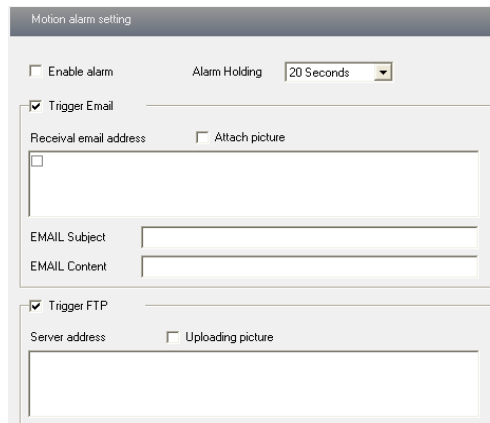 Motion alarm setting
Enable alarm Alarm Holding 20 Seconds
Trigger Email
Receival email address Attach picture
EMAIL Subject
EMAIL Content
Trigger FTP
Server address Uploading picture